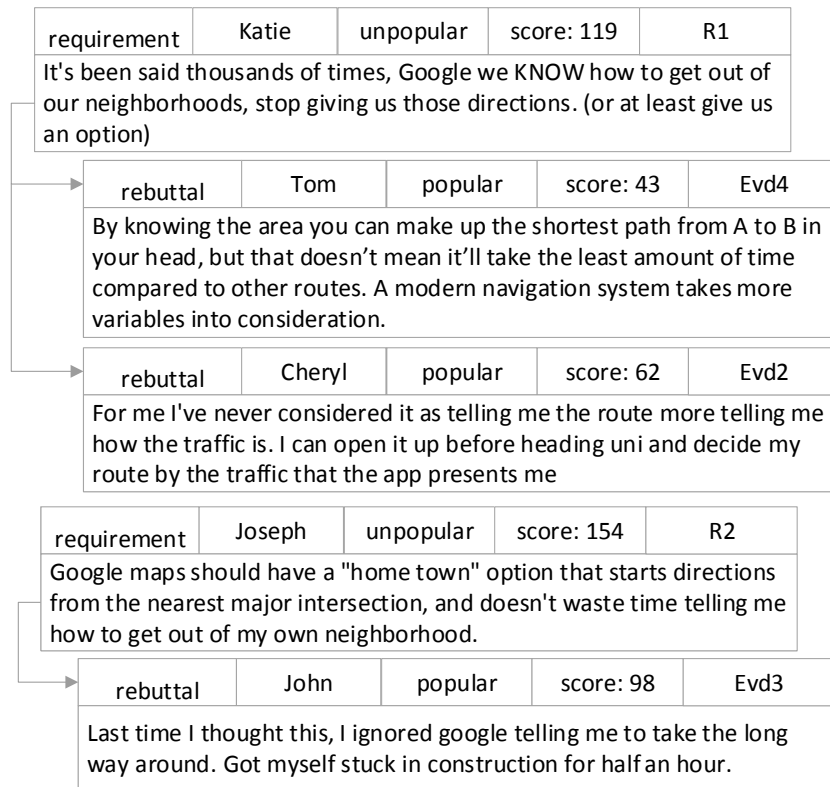 requirement Katie unpopular score: 119 R1
It's been said thousands of times, Google we KNOW how to get out of
our neighborhoods, stop giving us those directions. (or at least give us
an option)
rebuttal Tom popular score: 43 Evd4
By knowing the area you can make up the shortest path from A to B in
your head, but that doesn’t mean it’ll take the least amount of time
compared to other routes. A modern navigation system takes more
variables into consideration.
rebuttal Cheryl popular score: 62 Evd2
For me I've never considered it as telling me the route more telling me
how the traffic is. I can open it up before heading uni and decide my
route by the traffic that the app presents me
requirement Joseph unpopular score: 154 R2
Google maps should have a "home town" option that starts directions
from the nearest major intersection, and doesn't waste time telling me
how to get out of my own neighborhood.
rebuttal John popular score: 98 Evd3
Last time I thought this, I ignored google telling me to take the long
way around. Got myself stuck in construction for half an hour.